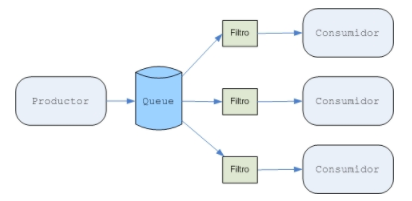 Filtro
Consumidor
Productor
Queue
Filtro
Consumidor
Filtro
Consumidor